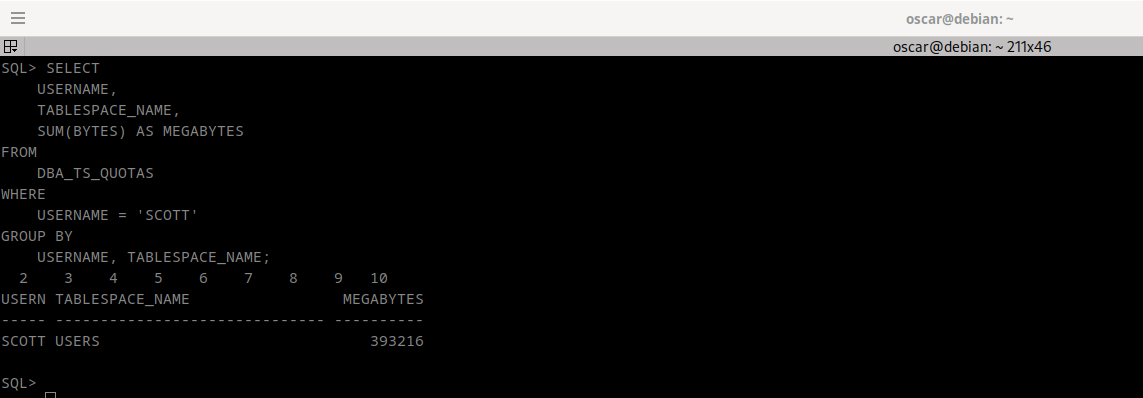 oscar@debian: ~
oscar@debian: ~ 211x46
SQL> SELECT
    USERNAME,
    TABLESPACE_NAME,
    SUM(BYTES) AS MEGABYTES
FROM
    DBA_TS_QUOTAS
WHERE
    USERNAME = 'SCOTT'
GROUP BY
    USERNAME, TABLESPACE_NAME;
  2    3    4    5    6    7    8    9   10
USERN TABLESPACE_NAME                 MEGABYTES
----- ------------------------------ ----------
SCOTT USERS                              393216
SQL>